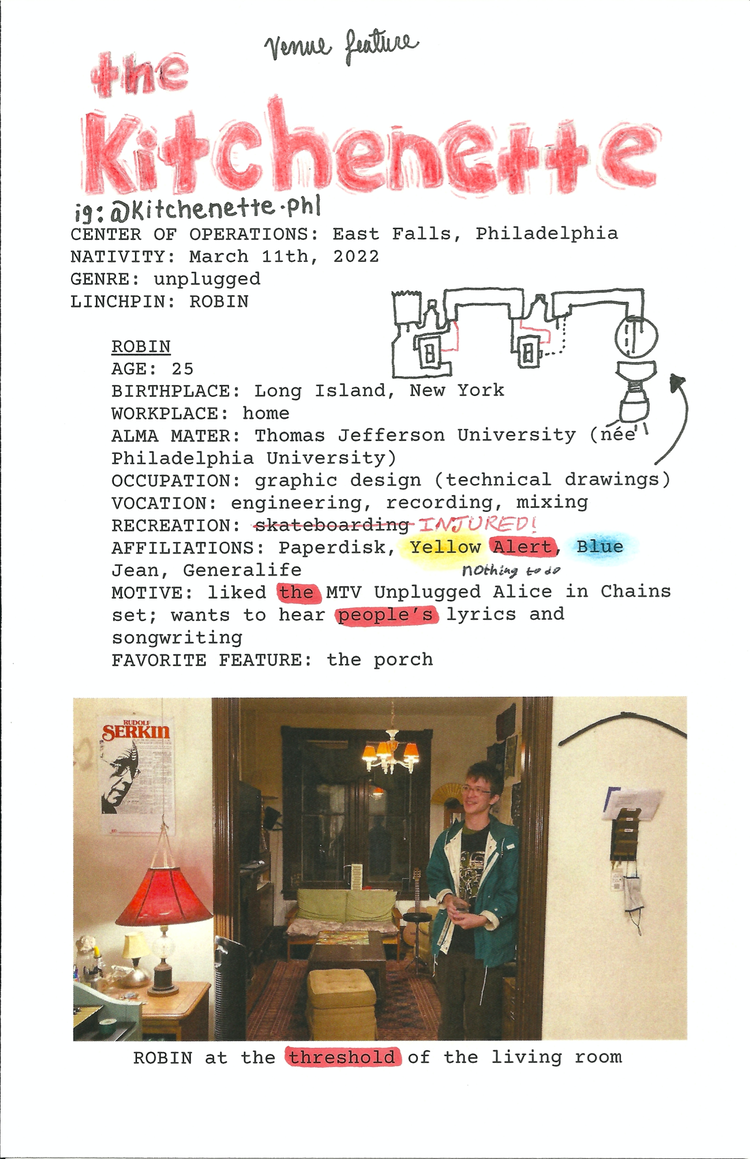 venue feature
the
Kitchenette
ig: @Kitchenette.phl
CENTER OF OPERATIONS: East Falls, Philadelphia
NATIVITY: March 11th, 2022
GENRE: unplugged
LINCHPIN: ROBIN
ROBIN
AGE: 25
BIRTHPLACE: Long Island, New York
WORKPLACE: home
ALMA MATER: Thomas Jefferson University (née
Philadelphia University)
OCCUPATION: graphic design (technical drawings)
VOCATION: engineering, recording, mixing
RECREATION: skateboarding INJURED!
AFFILIATIONS: Paperdisk, Yellow Alert, Blue
Jean, Generalife
nothing to do
MOTIVE: liked the MTV Unplugged Alice in Chains
set; wants to hear people's lyrics and
songwriting
FAVORITE FEATURE: the porch
RUDOLF
SERKIN
ROBIN at the threshold of the living room